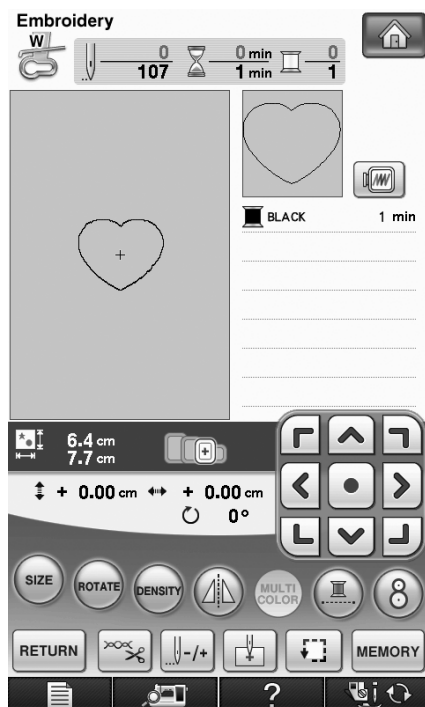 Embroidery
W
0 0 min 0
107 1 min 1
BLACK 1 min
6.4 cm
7.7 cm
+ 0.00 cm + 0.00 cm
0°
SIZE ROTATE DENSITY MULTI COLOR 8
RETURN -/+ MEMORY
?